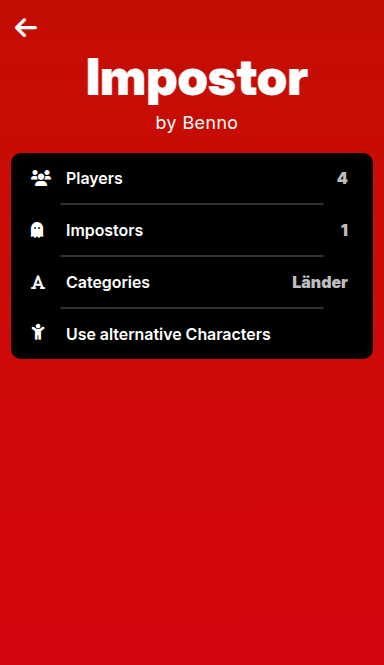 Impostor
by Benno
Players 4
Impostors 1
Categories Länder
Use alternative Characters